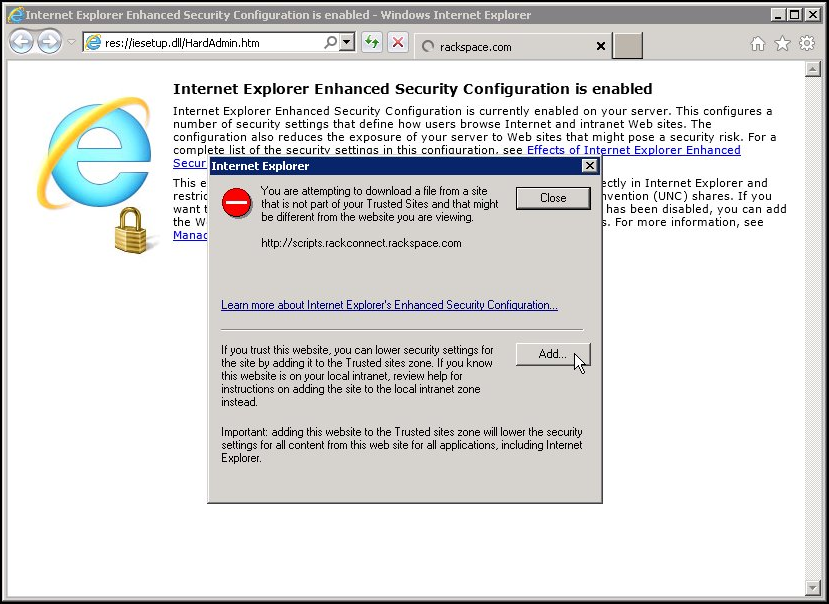 Internet Explorer Enhanced Security Configuration is enabled - Windows Internet Explorer
res://iesetup.dll/HardAdmin.htm
rackspace.com
Internet Explorer Enhanced Security Configuration is enabled
Internet Explorer Enhanced Security Configuration is currently enabled on your server. This configures a
number of security settings that define how users browse Internet and intranet Web sites. The
configuration also reduces the exposure of your server to Web sites that might pose a security risk. For a
complete list of the security settings in this configuration, see Effects of Internet Explorer Enhanced
Secur
This e
ectly in Internet Explorer and
restric
nvention (UNC) shares. If you
want t
has been disabled, you can add
the W
s. For more information, see
Manac
Internet Explorer
You are attempting to download a file from a site
that is not part of your Trusted Sites and that might
be different from the website you are viewing.
Close
http://scripts.rackconnect.rackspace.com
Learn more about Internet Explorer's Enhanced Security Configuration...
If you trust this website, you can lower security settings for
the site by adding it to the Trusted sites zone. If you know
this website is on your local intranet, review help for
instructions on adding the site to the local intranet zone
instead.
Add...
Important: adding this website to the Trusted sites zone will lower the security
settings for all content from this web site for all applications, including Internet
Explorer.